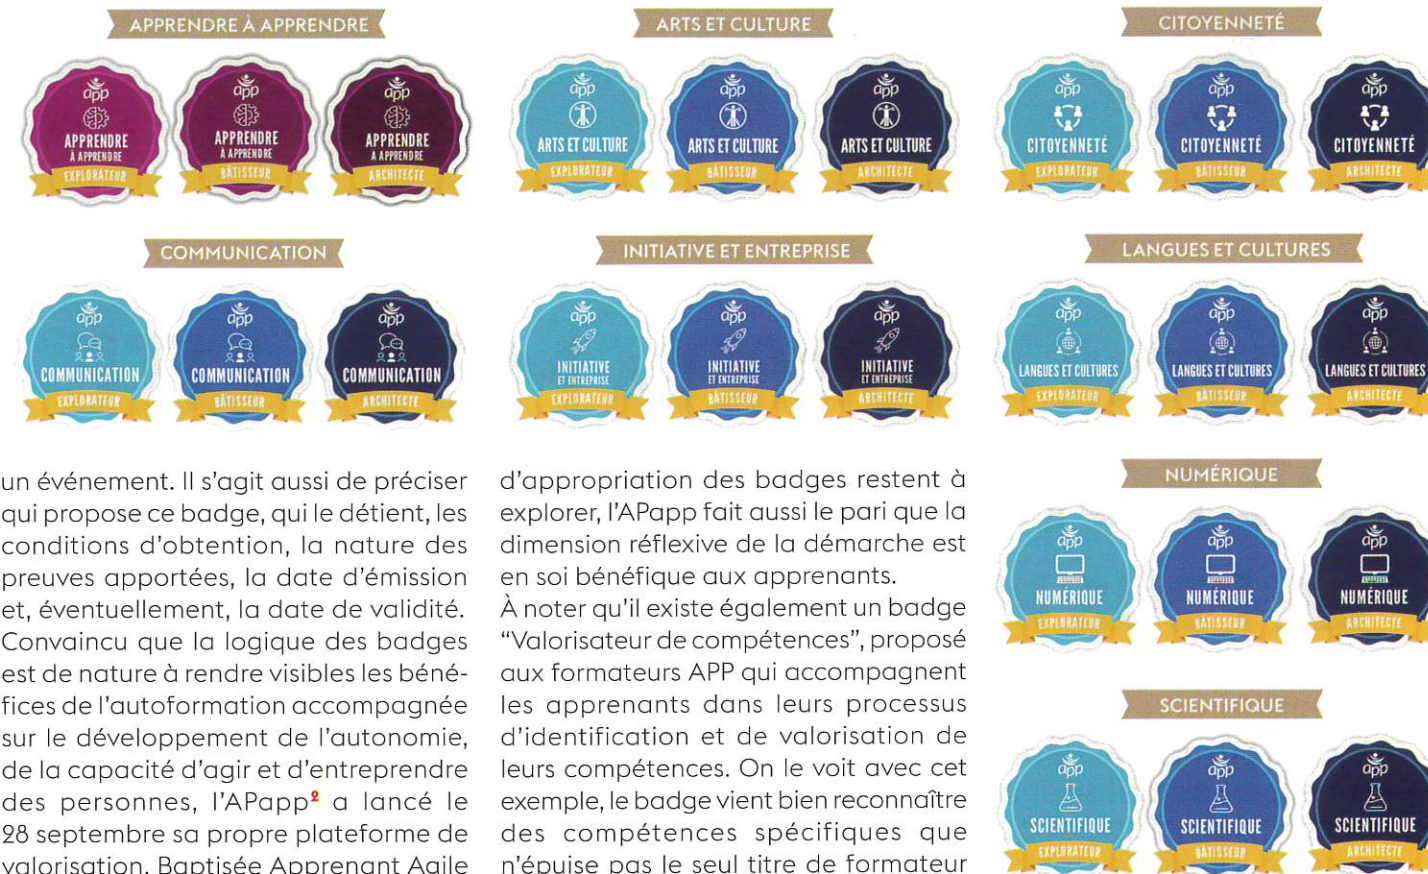 APPRENDRE À APPRENDRE
app
APPRENDRE
À APPRENDRE
EXPLORATEUR
app
APPRENDRE
À APPRENDRE
BÂTISSEUR
app
APPRENDRE
À APPRENDRE
ARCHITECTE
ARTS ET CULTURE
app
ARTS ET CULTURE
EXPLORATEUR
app
ARTS ET CULTURE
BÂTISSEUR
app
ARTS ET CULTURE
ARCHITECTE
CITOYENNETÉ
app
CITOYENNETÉ
EXPLORATEUR
app
CITOYENNETÉ
BÂTISSEUR
app
CITOYENNETÉ
ARCHITECTE
COMMUNICATION
app
COMMUNICATION
EXPLORATEUR
app
COMMUNICATION
BÂTISSEUR
app
COMMUNICATION
ARCHITECTE
INITIATIVE ET ENTREPRISE
app
INITIATIVE
ET ENTREPRISE
EXPLORATEUR
app
INITIATIVE
ET ENTREPRISE
BÂTISSEUR
app
INITIATIVE
ET ENTREPRISE
ARCHITECTE
LANGUES ET CULTURES
app
LANGUES ET CULTURES
EXPLORATEUR
app
LANGUES ET CULTURES
BÂTISSEUR
app
LANGUES ET CULTURES
ARCHITECTE
un événement. Il s'agit aussi de préciser
qui propose ce badge, qui le détient, les
conditions d'obtention, la nature des
preuves apportées, la date d'émission
et, éventuellement, la date de validité.
Convaincu que la logique des badges
est de nature à rendre visibles les béné-
fices de l'autoformation accompagnée
sur le développement de l'autonomie,
de la capacité d'agir et d'entreprendre
des personnes, l'APapp² a lancé le
28 septembre sa propre plateforme de
valorisation. Baptisée Apprenant Agile
d'appropriation des badges restent à
explorer, l'APapp fait aussi le pari que la
dimension réflexive de la démarche est
en soi bénéfique aux apprenants.
À noter qu'il existe également un badge
“Valorisateur de compétences”, proposé
aux formateurs APP qui accompagnent
les apprenants dans leurs processus
d'identification et de valorisation de
leurs compétences. On le voit avec cet
exemple, le badge vient bien reconnaître
des compétences spécifiques que
n'épuise pas le seul titre de formateur
NUMÉRIQUE
app
NUMÉRIQUE
EXPLORATEUR
app
NUMÉRIQUE
BÂTISSEUR
app
NUMÉRIQUE
ARCHITECTE
SCIENTIFIQUE
app
SCIENTIFIQUE
EXPLORATEUR
app
SCIENTIFIQUE
BÂTISSEUR
app
SCIENTIFIQUE
ARCHITECTE